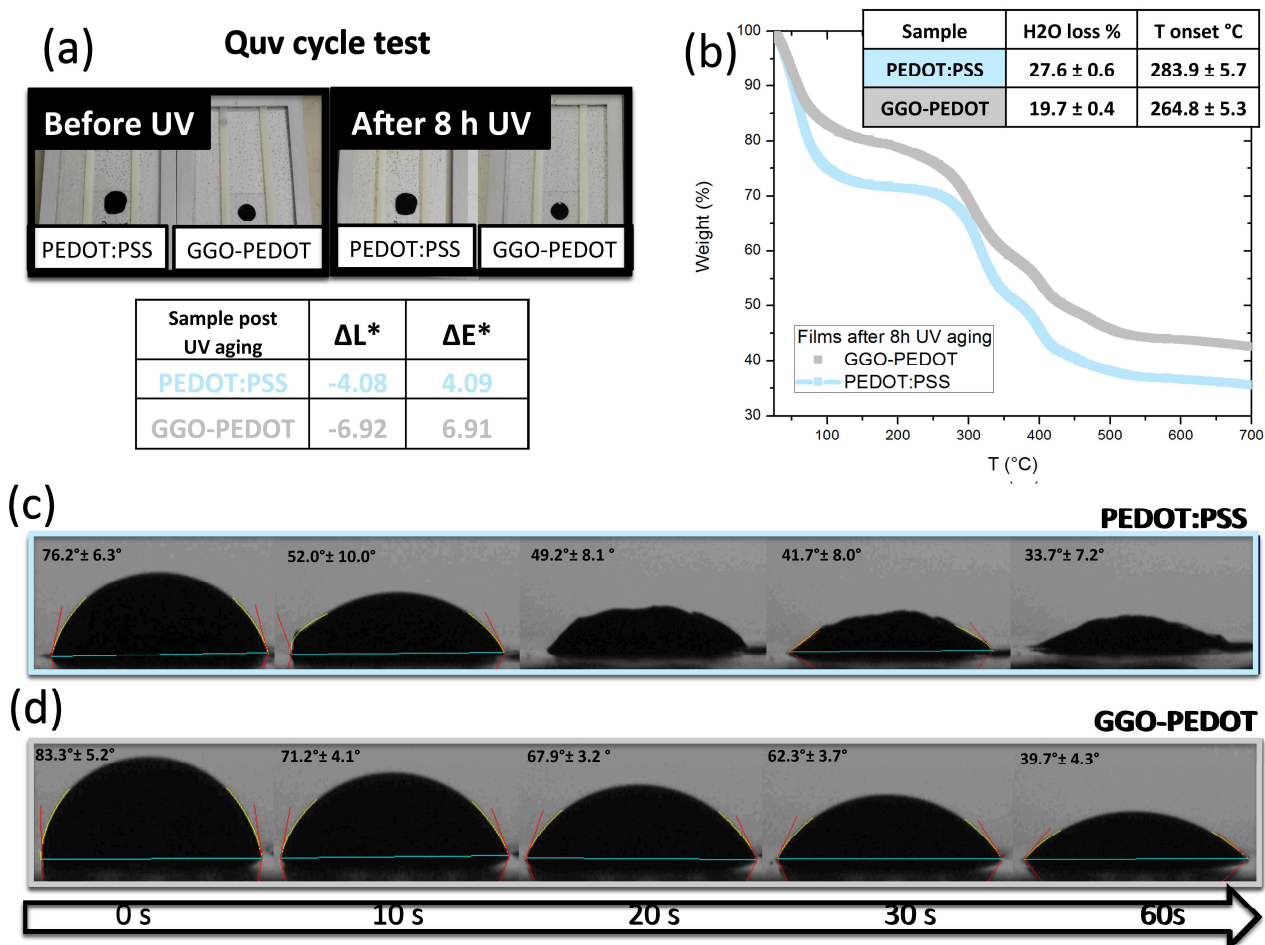 (a)
Quv cycle test
Before UV
After 8 h UV
PEDOT:PSS
GGO-PEDOT
PEDOT:PSS
GGO-PEDOT
Sample post
UV aging
ΔL*
ΔE*
PEDOT:PSS
-4.08
4.09
GGO-PEDOT
-6.92
6.91
(b)
Sample
H2O loss %
T onset °C
PEDOT:PSS
27.6 ± 0.6
283.9 ± 5.7
GGO-PEDOT
19.7 ± 0.4
264.8 ± 5.3
100
90
80
70
60
50
40
30
Weight (%)
Films after 8h UV aging
GGO-PEDOT
PEDOT:PSS
100
200
300
400
500
600
700
T (°C)
(c)
PEDOT:PSS
76.2°± 6.3°
52.0°± 10.0°
49.2°± 8.1 °
41.7°± 8.0°
33.7°± 7.2°
(d)
GGO-PEDOT
83.3°± 5.2°
71.2°± 4.1°
67.9°± 3.2 °
62.3°± 3.7°
39.7°± 4.3°
0 s
10 s
20 s
30 s
60s